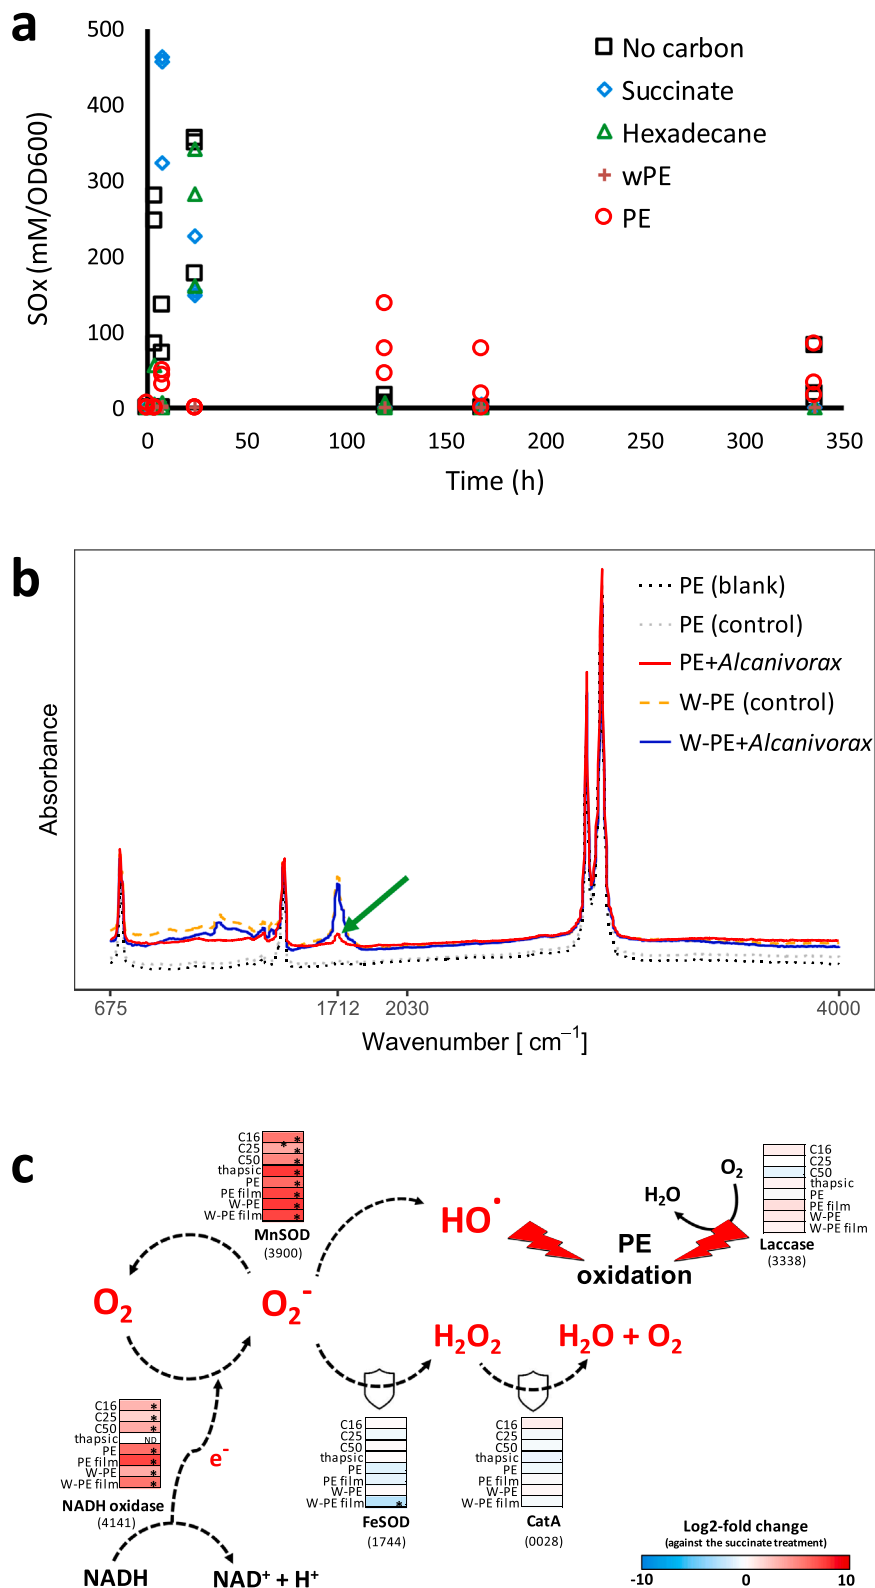 a
500
400
300
200
100
0
SOx (mM/OD600)
No carbon
Succinate
Hexadecane
wPE
PE
0 50 100 150 200 250 300 350
Time (h)
b
Absorbance
PE (blank)
PE (control)
PE+Alcanivorax
W-PE (control)
W-PE+Alcanivorax
675 1712 2030 4000
Wavenumber [ cm⁻¹]
c
C16 *
C25 *
C50 *
thapsic *
PE *
PE film *
W-PE *
W-PE film *
MnSOD
(3900)
HO•
H₂O
O₂
C16
C25
C50
thapsic
PE
PE film
W-PE
W-PE film
Laccase
(3338)
PE
oxidation
O₂
O₂⁻
H₂O₂
H₂O + O₂
C16 *
C25 *
C50 *
thapsic ND
PE *
PE film *
W-PE *
W-PE film *
NADH oxidase
(4141)
e⁻
NADH
NAD⁺ + H⁺
C16
C25
C50
thapsic
PE
PE film
W-PE
W-PE film *
FeSOD
(1744)
C16
C25
C50
thapsic
PE
PE film
W-PE
W-PE film
CatA
(0028)
Log2-fold change
(against the succinate treatment)
-10 0 10